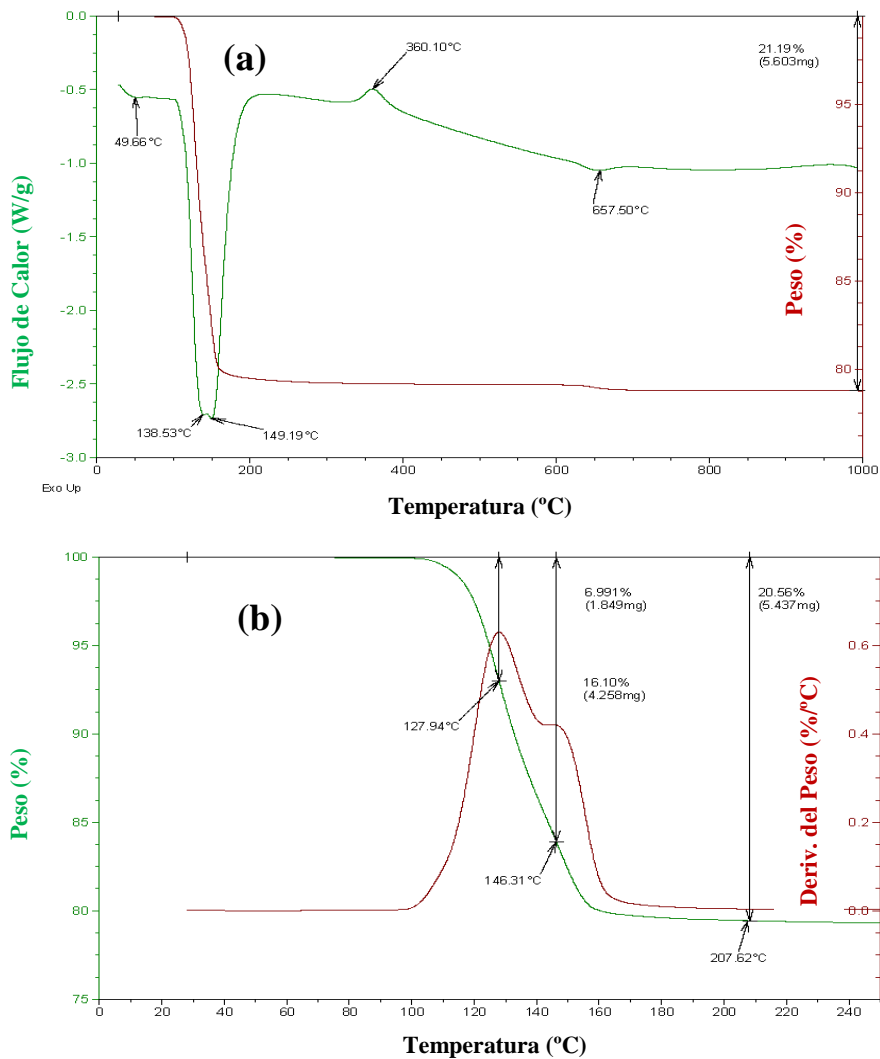 (a)
360.10°C
21.19%
(5.603mg)
49.66°C
657.50°C
138.53°C
149.19°C
0.0
-0.5
-1.0
-1.5
-2.0
-2.5
-3.0
95
90
85
80
0
200
400
600
800
1000
Flujo de Calor (W/g)
Peso (%)
Exo Up
Temperatura (ºC)
(b)
6.991%
(1.849mg)
20.56%
(5.437mg)
16.10%
(4.258mg)
127.94°C
146.31°C
207.62°C
100
95
90
85
80
75
0.6
0.4
0.2
0.0
0
20
40
60
80
100
120
140
160
180
200
220
240
Peso (%)
Deriv. del Peso (%/ºC)
Temperatura (ºC)